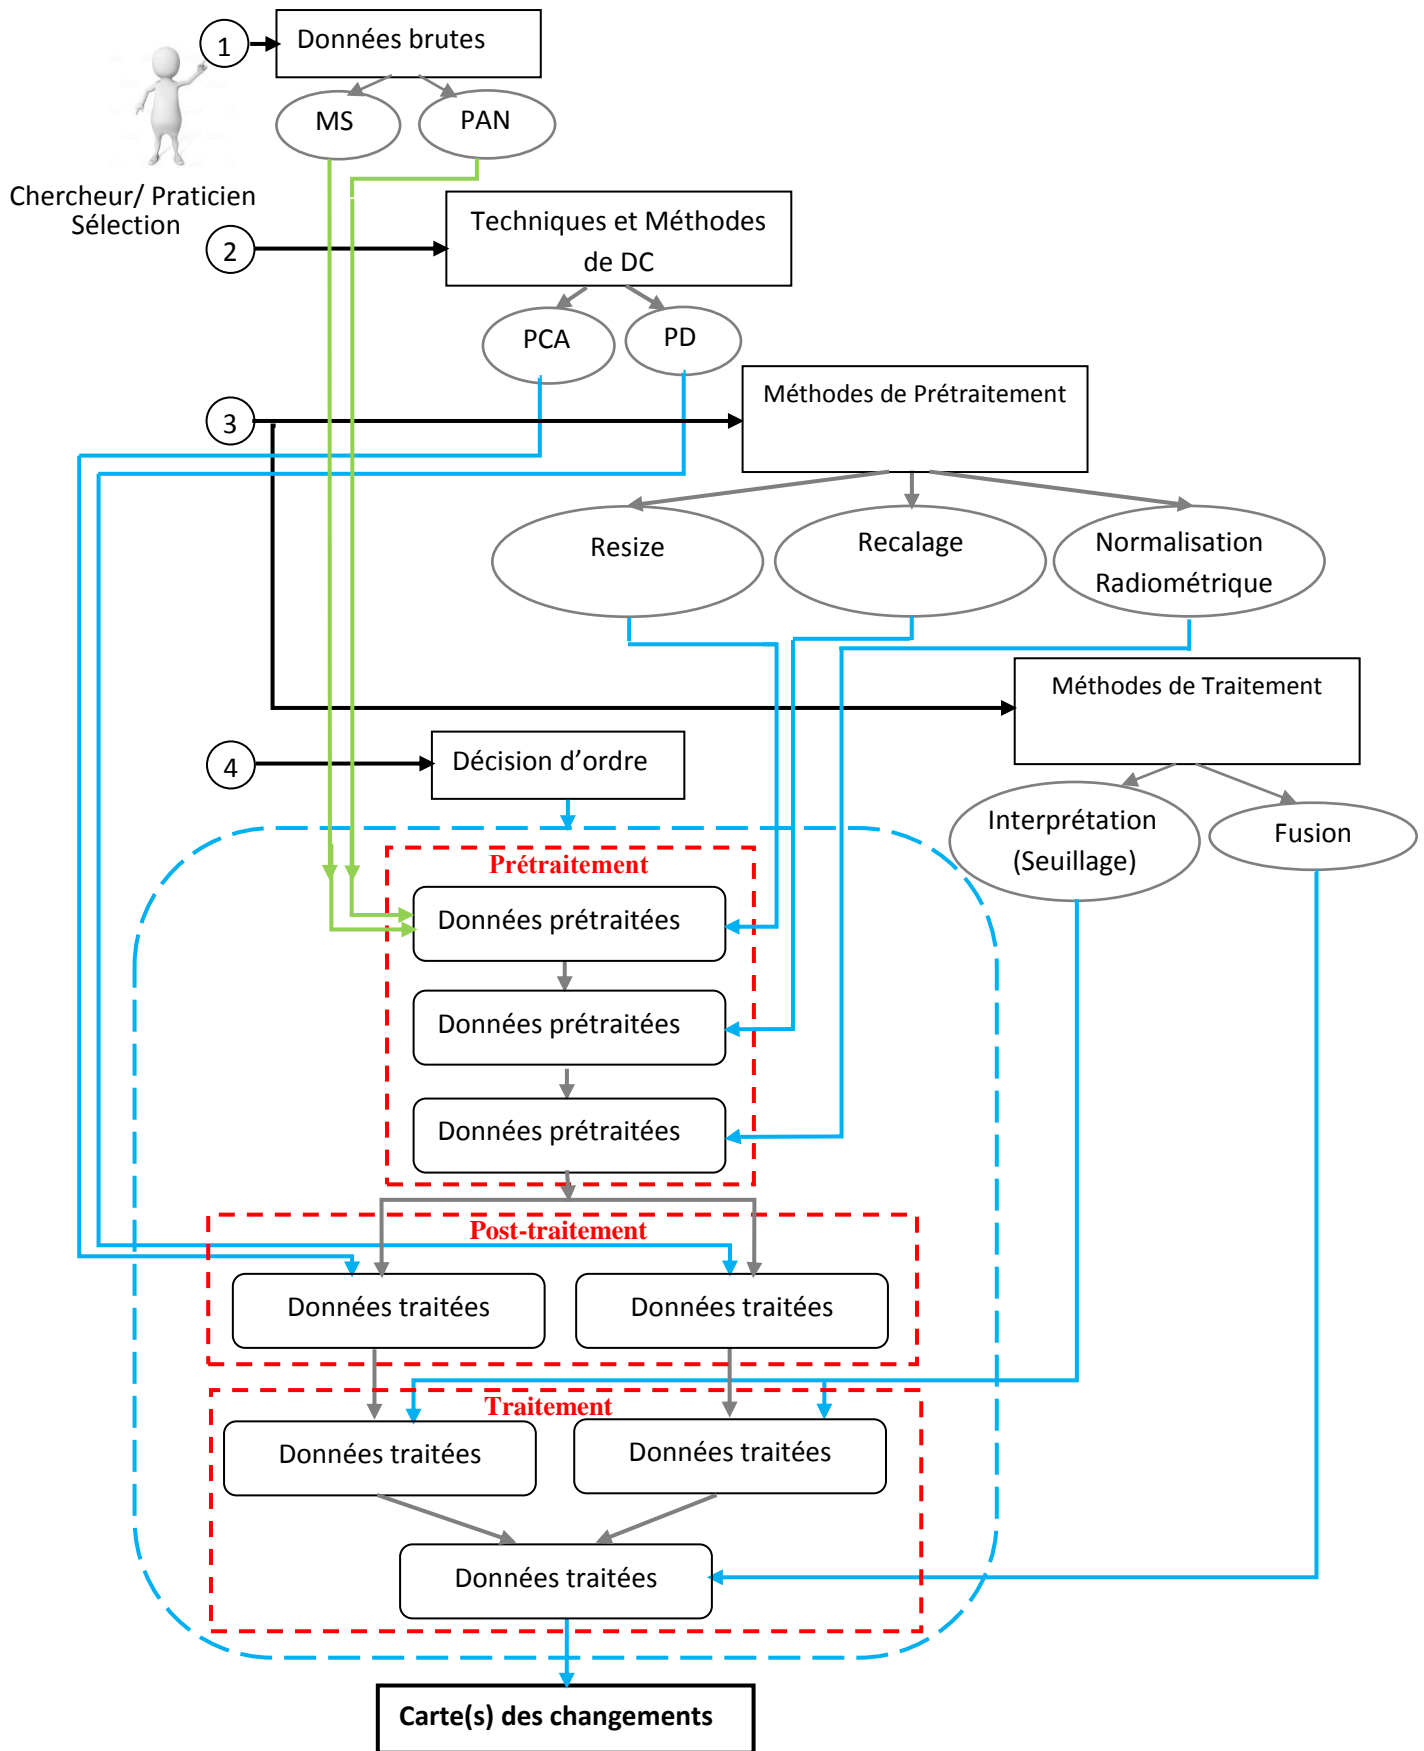 1
Données brutes
MS
PAN
Chercheur/ Praticien
Sélection
2
Techniques et Méthodes
de DC
PCA
PD
3
Méthodes de Prétraitement
Resize
Recalage
Normalisation
Radiométrique
Méthodes de Traitement
4
Décision d’ordre
Interprétation
(Seuillage)
Fusion
Prétraitement
Données prétraitées
Données prétraitées
Données prétraitées
Post-traitement
Données traitées
Données traitées
Traitement
Données traitées
Données traitées
Données traitées
Carte(s) des changements